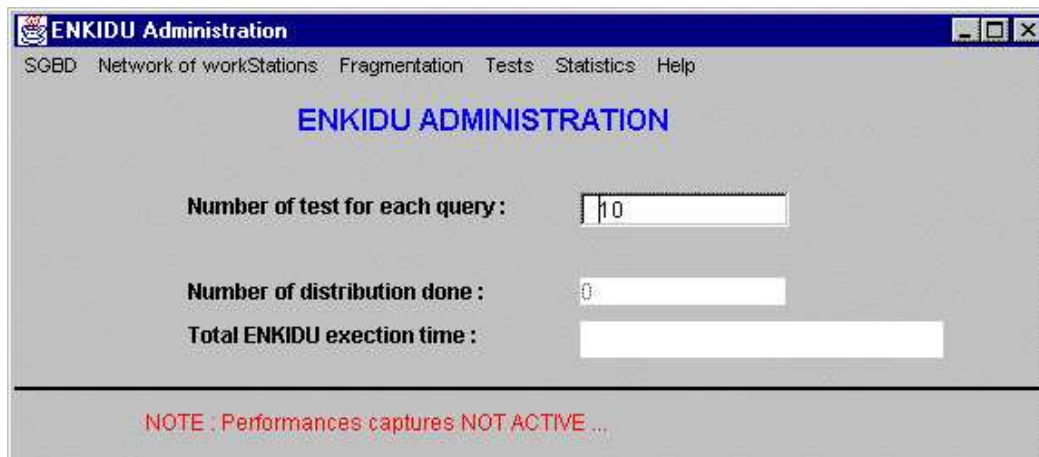 ENKIDU Administration
SGBD Network of workStations Fragmentation Tests Statistics Help
ENKIDU ADMINISTRATION
Number of test for each query : 10
Number of distribution done : 0
Total ENKIDU exection time :
NOTE : Performances captures NOT ACTIVE ...